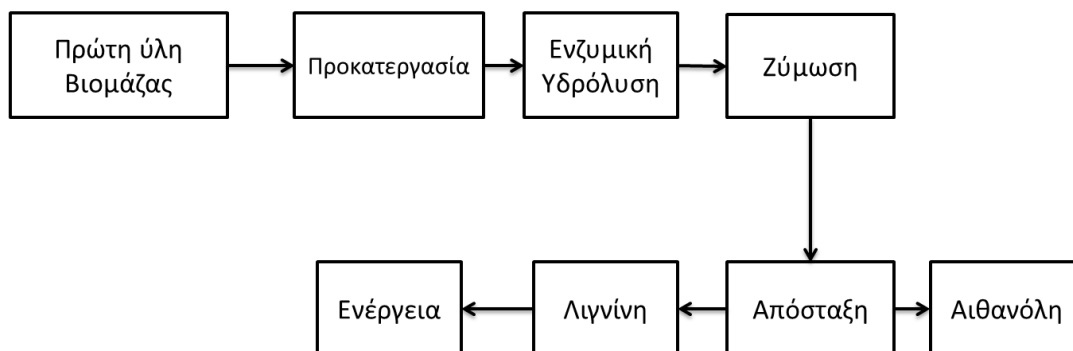 Πρώτη ύλη
Βιομάζας
Προκατεργασία
Ενζυμική
Υδρόλυση
Ζύμωση
Ενέργεια
Λιγνίνη
Απόσταξη
Αιθανόλη